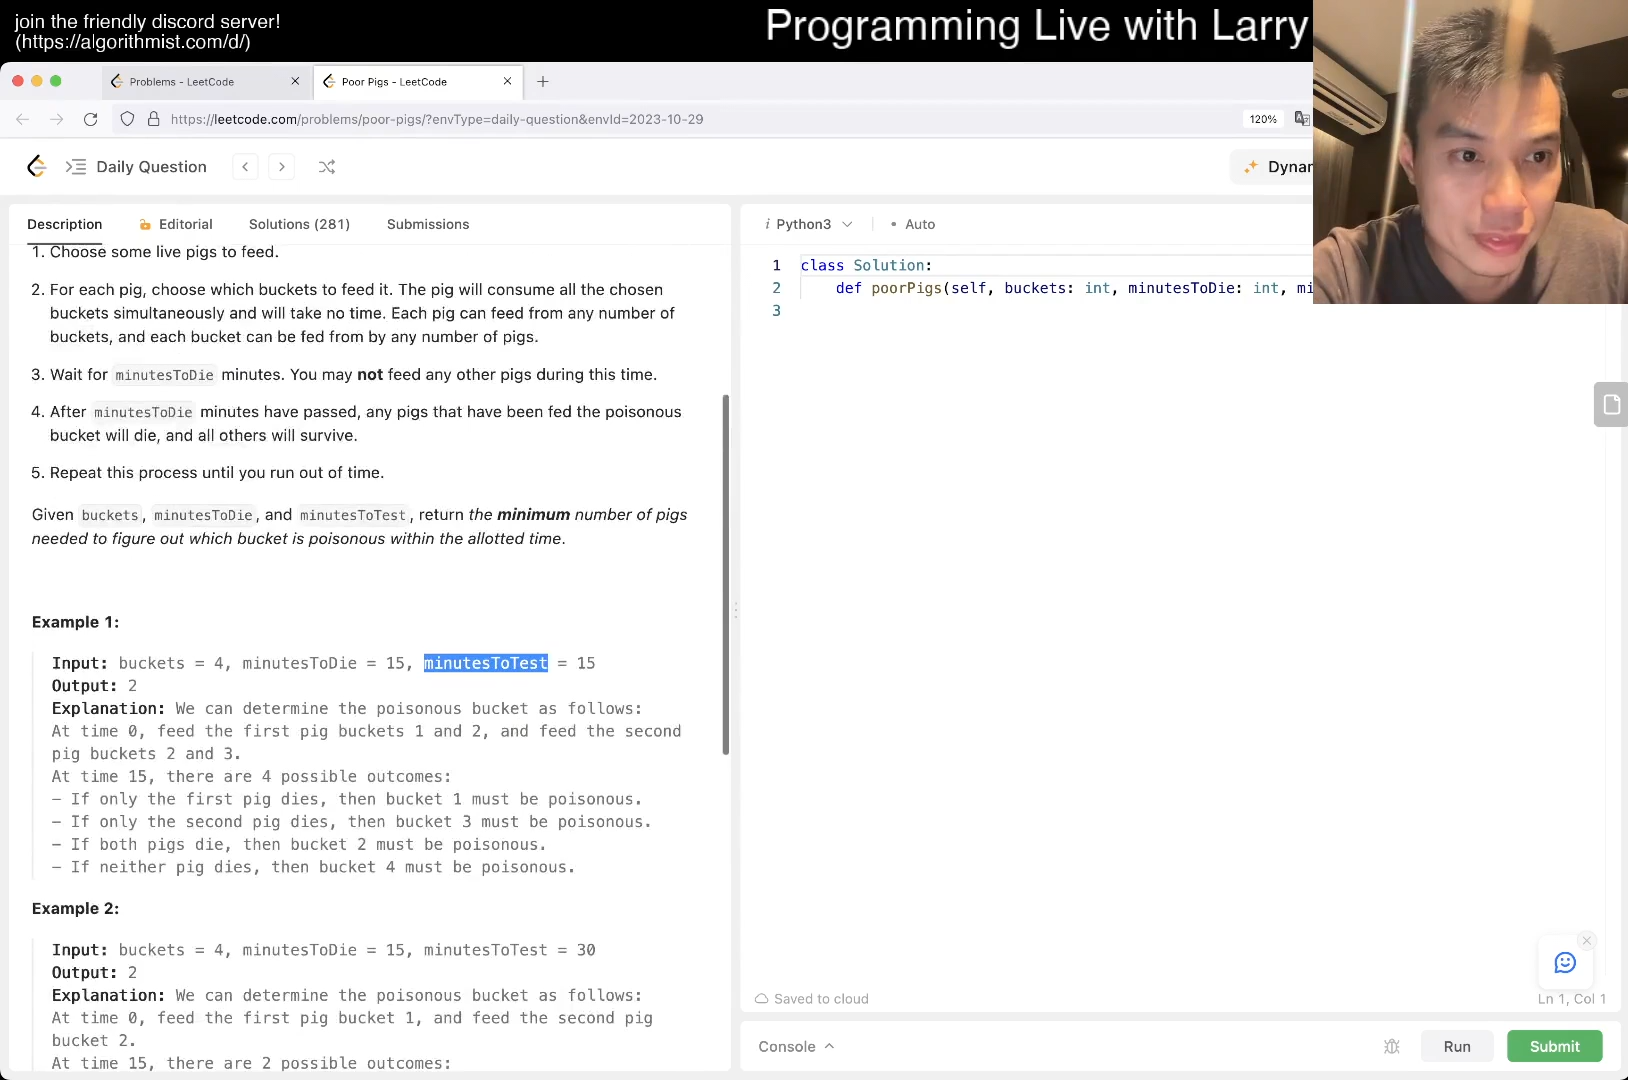 join the friendly discord server!
(https://algorithmist.com/d/)
Programming Live with Larry
Problems - LeetCode
Poor Pigs - LeetCode
https://leetcode.com/problems/poor-pigs/?envType=daily-question&envId=2023-10-29
120%
Daily Question
Dynar
Description
Editorial
Solutions (281)
Submissions
1. Choose some live pigs to feed.
2. For each pig, choose which buckets to feed it. The pig will consume all the chosen
buckets simultaneously and will take no time. Each pig can feed from any number of
buckets, and each bucket can be fed from by any number of pigs.
3. Wait for minutesToDie minutes. You may not feed any other pigs during this time.
4. After minutesToDie minutes have passed, any pigs that have been fed the poisonous
bucket will die, and all others will survive.
5. Repeat this process until you run out of time.
Given buckets, minutesToDie, and minutesToTest, return the minimum number of pigs
needed to figure out which bucket is poisonous within the allotted time.
Example 1:
Input: buckets = 4, minutesToDie = 15, minutesToTest = 15
Output: 2
Explanation: We can determine the poisonous bucket as follows:
At time 0, feed the first pig buckets 1 and 2, and feed the second
pig buckets 2 and 3.
At time 15, there are 4 possible outcomes:
– If only the first pig dies, then bucket 1 must be poisonous.
– If only the second pig dies, then bucket 3 must be poisonous.
– If both pigs die, then bucket 2 must be poisonous.
– If neither pig dies, then bucket 4 must be poisonous.
Example 2:
Input: buckets = 4, minutesToDie = 15, minutesToTest = 30
Output: 2
Explanation: We can determine the poisonous bucket as follows:
At time 0, feed the first pig bucket 1, and feed the second pig
bucket 2.
At time 15, there are 2 possible outcomes:
i Python3
• Auto
1 class Solution:
2 def poorPigs(self, buckets: int, minutesToDie: int, mi
3
Saved to cloud
Ln 1, Col 1
Console
Run
Submit